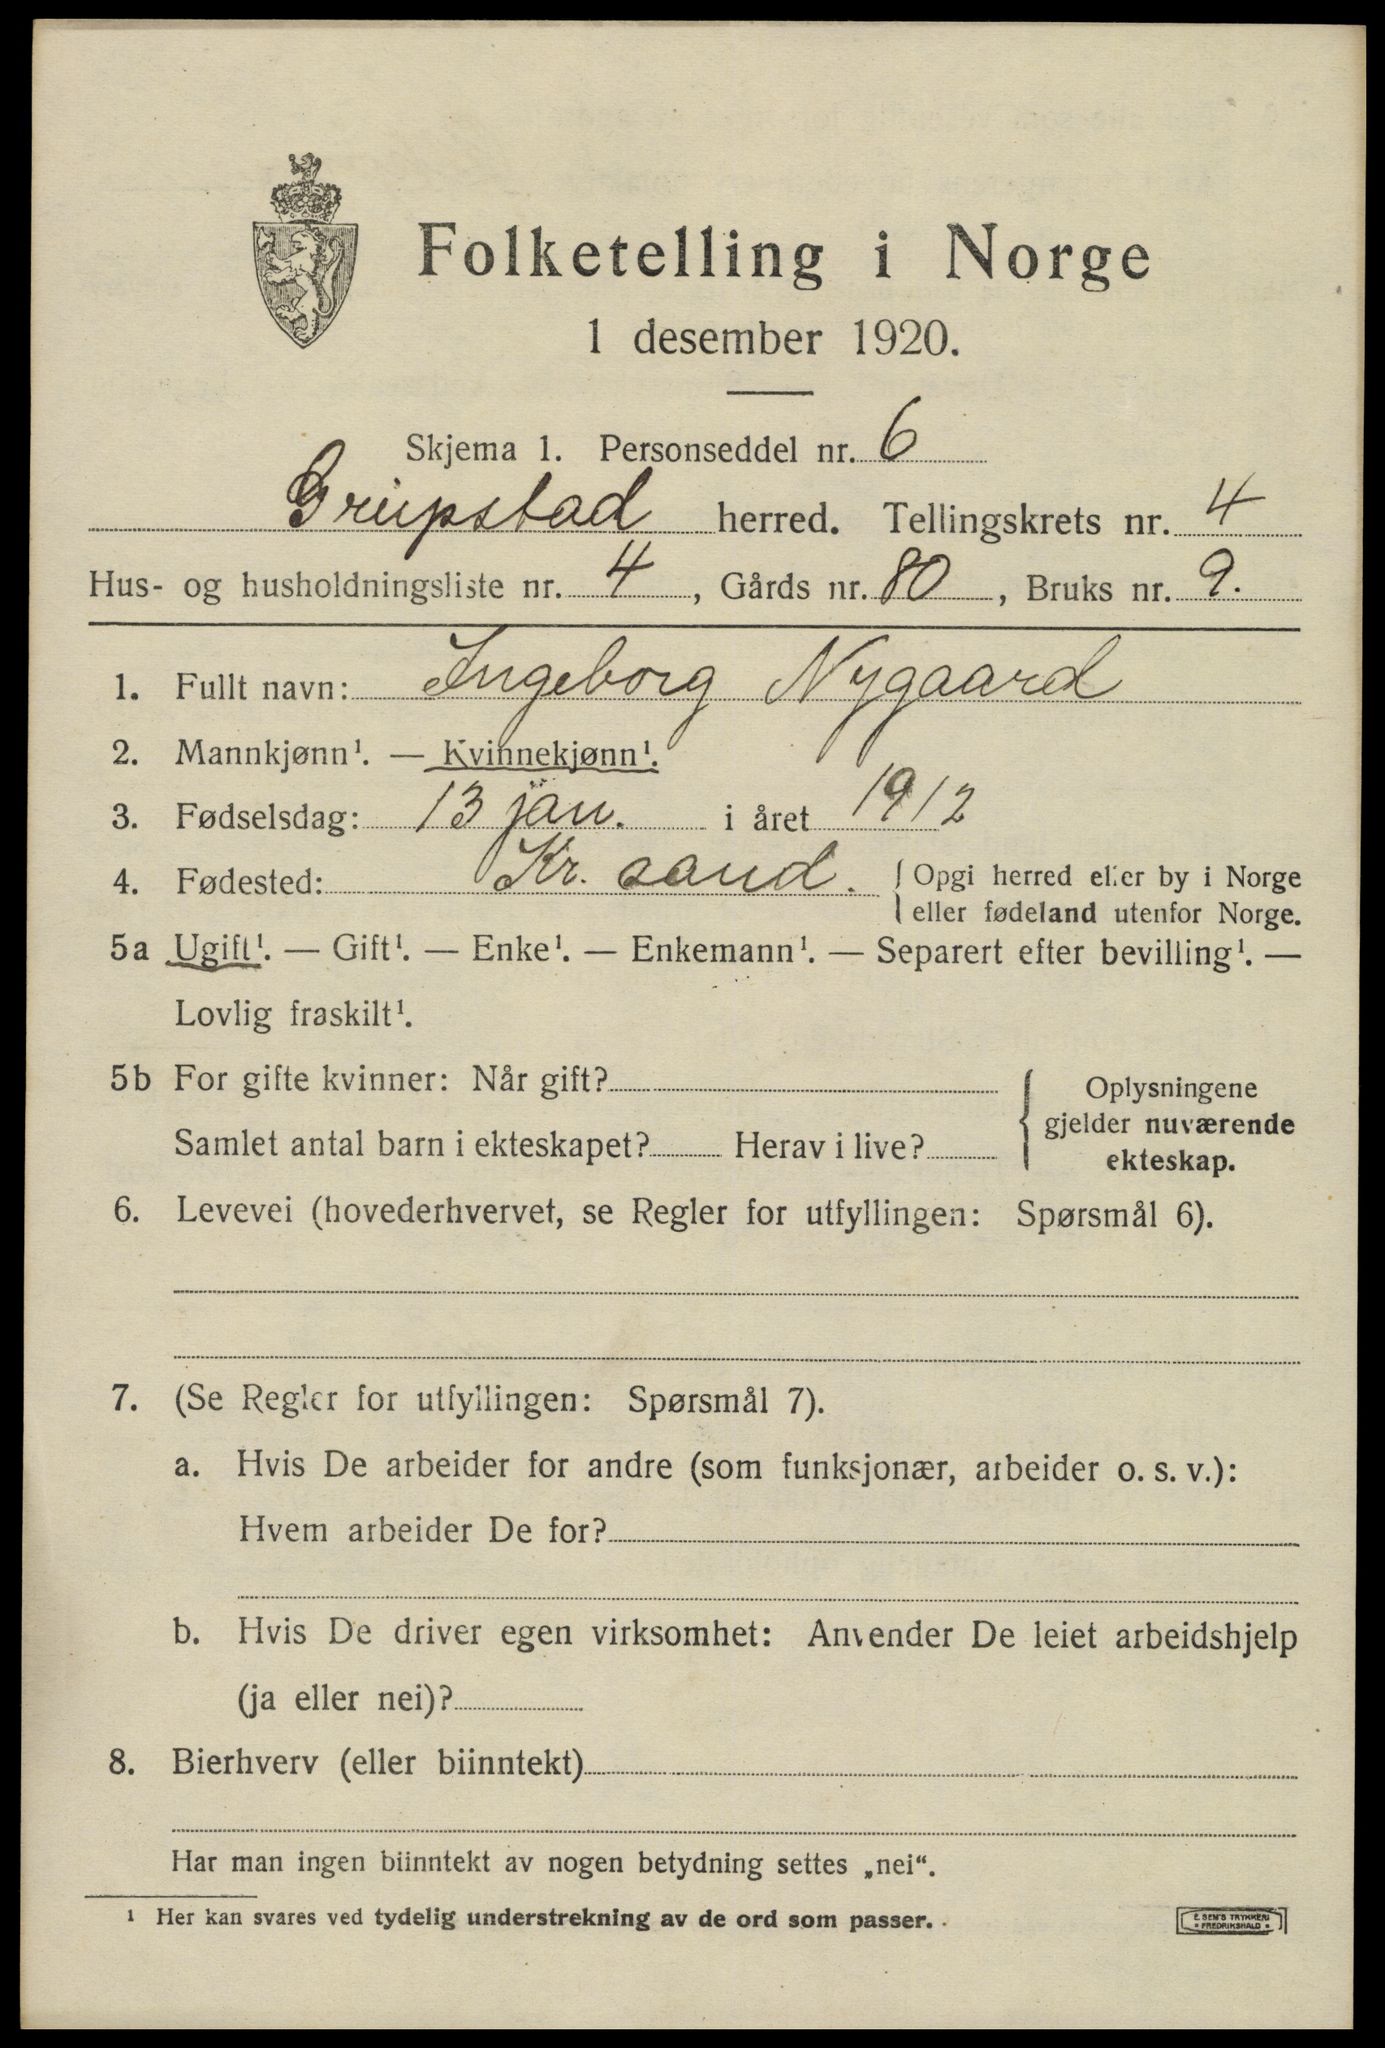 Folketelling i Norge
1 desember 1920.
Skjema 1. Personseddel nr. 6
Gripstad herred. Tellingskrets nr. 4
Hus- og husholdningsliste nr. 4, Gårds nr. 80, Bruks nr. 9.
1. Fullt navn: Ingeborg Nygaard
2. Mannkjønn¹. — Kvinnekjønn¹.
3. Fødselsdag: 13 jan. i året 1912
4. Fødested: Kr. sand. Opgi herred eller by i Norge
eller fødeland utenfor Norge.
5a Ugift¹. — Gift¹. — Enke¹. — Enkemann¹. — Separert efter bevilling¹. —
Lovlig fraskilt¹.
5b For gifte kvinner: Når gift? Oplysningene
gjelder nuværende
Samlet antal barn i ekteskapet? Herav i live? ekteskap.
6. Levevei (hovederhvervet, se Regler for utfyllingen: Spørsmål 6).
7. (Se Regler for utfyllingen: Spørsmål 7).
a. Hvis De arbeider for andre (som funksjonær, arbeider o. s. v.):
Hvem arbeider De for?
b. Hvis De driver egen virksomhet: Anvender De leiet arbeidshjelp
(ja eller nei)?
8. Bierhverv (eller biinntekt)
Har man ingen biinntekt av nogen betydning settes „nei“.
¹ Her kan svares ved tydelig understrekning av de ord som passer.
E. SEM'S TRYKKERI
FREDRIKSHALD